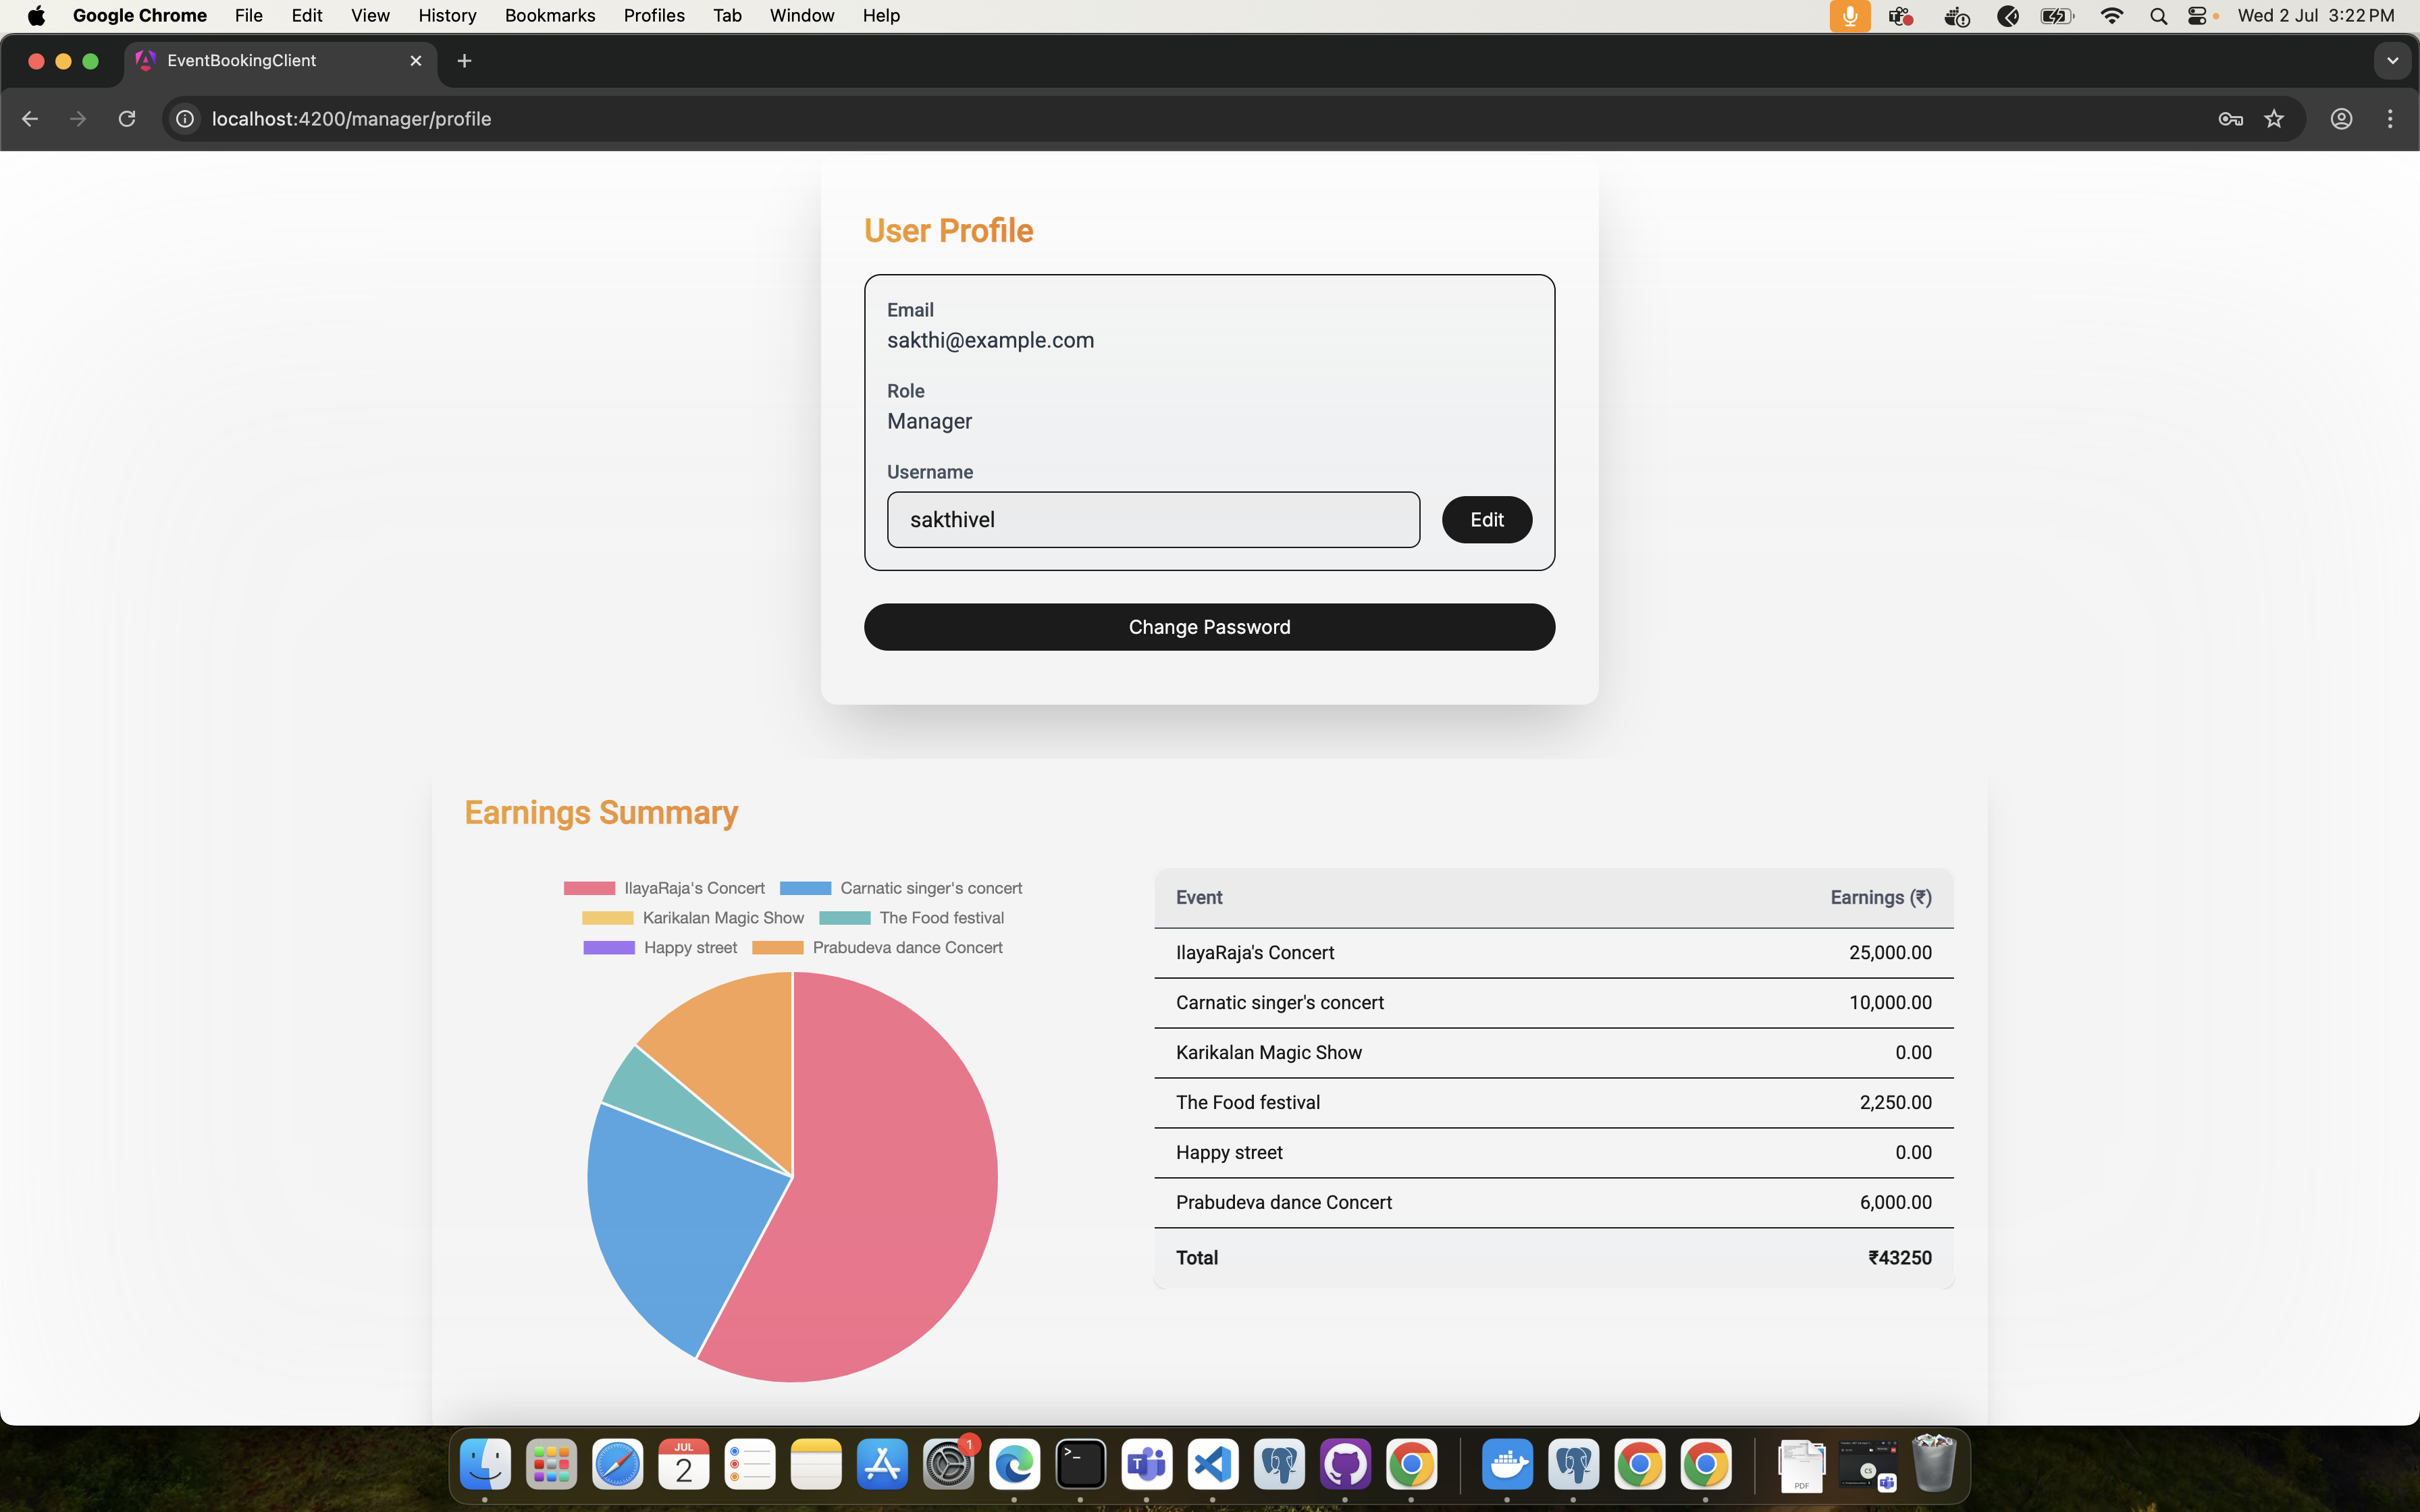 Google Chrome File Edit View History Bookmarks Profiles Tab Window Help Wed 2 Jul 3:22 PM
EventBookingClient
localhost:4200/manager/profile
User Profile
Email
sakthi@example.com
Role
Manager
Username
sakthivel Edit
Change Password
Earnings Summary
IlayaRaja's Concert Carnatic singer's concert
Karikalan Magic Show The Food festival
Happy street Prabudeva dance Concert
Event Earnings (₹)
IlayaRaja's Concert 25,000.00
Carnatic singer's concert 10,000.00
Karikalan Magic Show 0.00
The Food festival 2,250.00
Happy street 0.00
Prabudeva dance Concert 6,000.00
Total ₹43250
JUL
2
1
PDF
CS